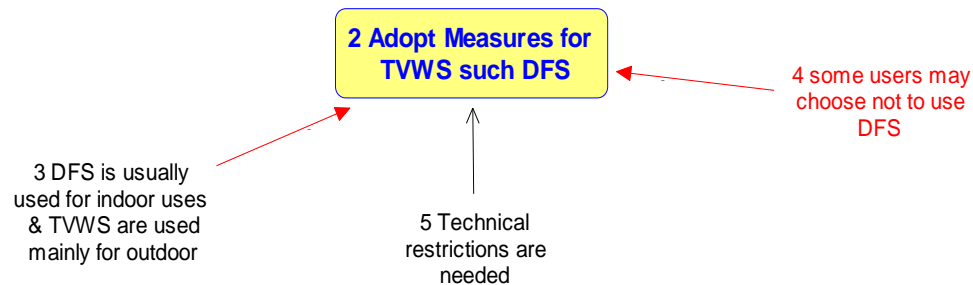 2 Adopt Measures for
TVWS such DFS
4 some users may
choose not to use
DFS
3 DFS is usually
used for indoor uses
& TVWS are used
mainly for outdoor
5 Technical
restrictions are
needed